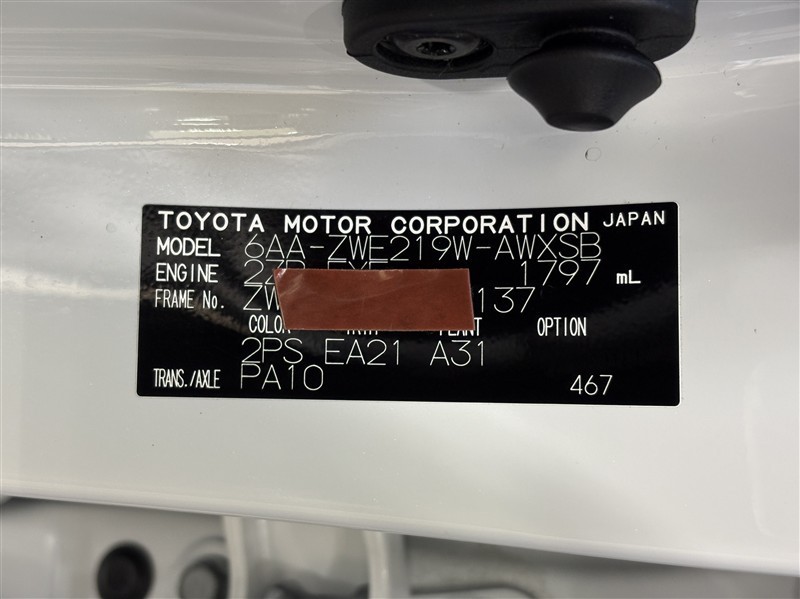 TOYOTA MOTOR CORPORATION JAPAN
MODEL 6AA-ZWE219W-AWXSB
ENGINE 1797 mL
FRAME No. ZW 137
COLOR PLANT OPTION
2PS EA21 A31
TRANS./AXLE PA10 467